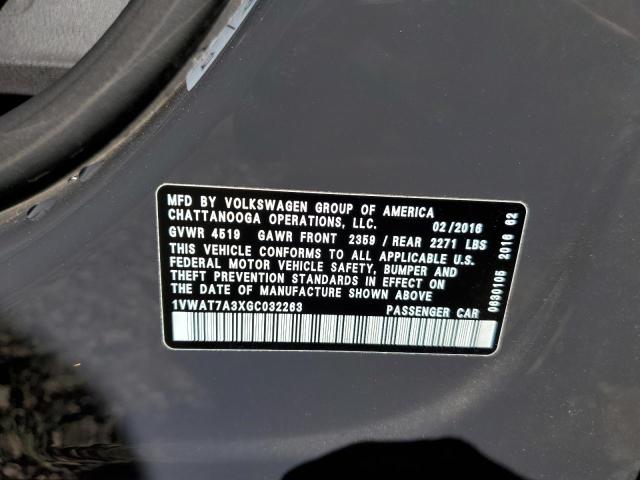 MFD BY VOLKSWAGEN GROUP OF AMERICA
CHATTANOOGA OPERATIONS, LLC. 02/2016
GVWR 4519 GAWR FRONT 2359 / REAR 2271 LBS
THIS VEHICLE CONFORMS TO ALL APPLICABLE U.S.
FEDERAL MOTOR VEHICLE SAFETY, BUMPER AND
THEFT PREVENTION STANDARDS IN EFFECT ON
THE DATE OF MANUFACTURE SHOWN ABOVE
1VWAT7A3XGC032263 PASSENGER CAR
0630105 2016 62